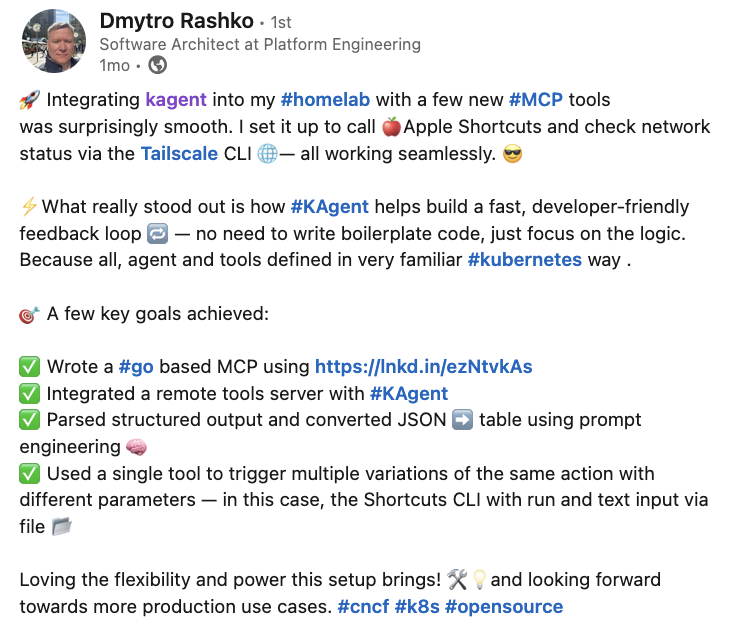 Dmytro Rashko • 1st
Software Architect at Platform Engineering
1mo •
🚀 Integrating kagent into my #homelab with a few new #MCP tools
was surprisingly smooth. I set it up to call 🍎Apple Shortcuts and check network
status via the Tailscale CLI 🌐— all working seamlessly. 😎
⚡What really stood out is how #KAgent helps build a fast, developer-friendly
feedback loop 🔁 — no need to write boilerplate code, just focus on the logic.
Because all, agent and tools defined in very familiar #kubernetes way .
🎯 A few key goals achieved:
✅ Wrote a #go based MCP using https://lnkd.in/ezNtvkAs
✅ Integrated a remote tools server with #KAgent
✅ Parsed structured output and converted JSON ➡️ table using prompt
engineering 🧠
✅ Used a single tool to trigger multiple variations of the same action with
different parameters — in this case, the Shortcuts CLI with run and text input via
file 📂
Loving the flexibility and power this setup brings! 🛠️💡and looking forward
towards more production use cases. #cncf #k8s #opensource